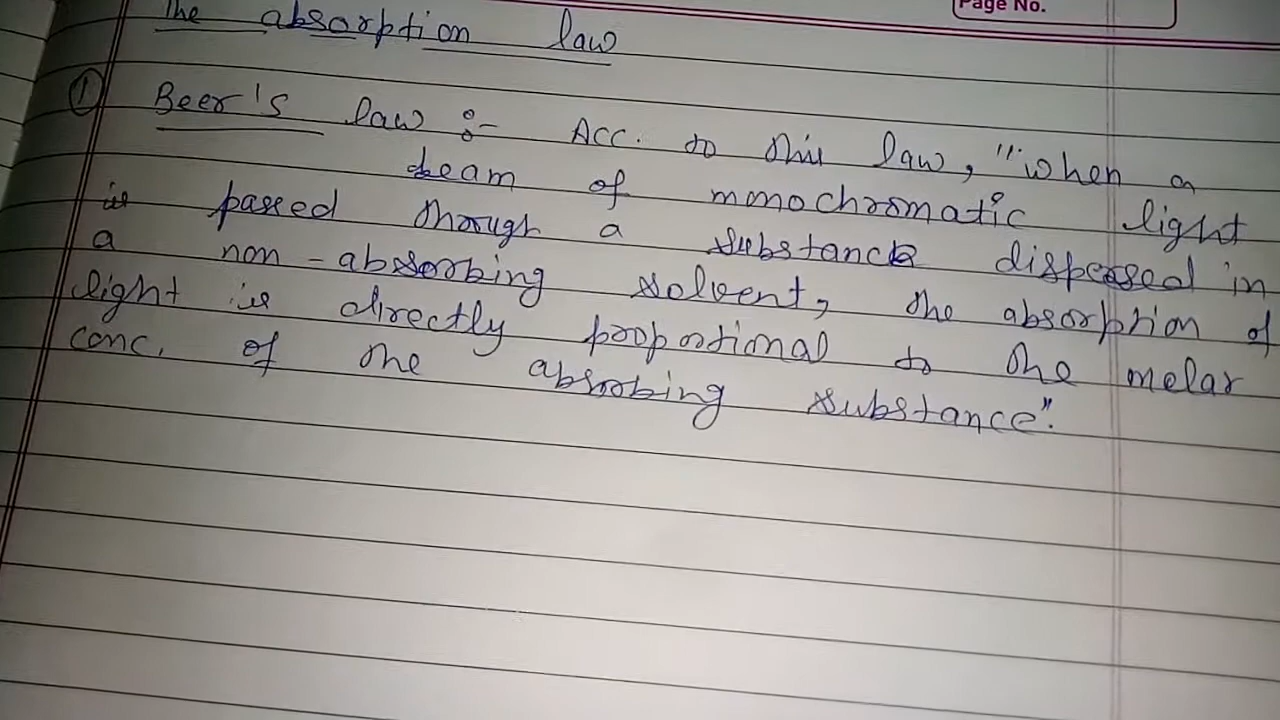 Page No.
The absorption law
① Beer's law :- Acc. to this law, "when a
beam of monochromatic light
is passed through a substance dispersed in
a non-absorbing solvent, the absorption of
light is directly proportional to the molar
conc. of the absorbing substance".